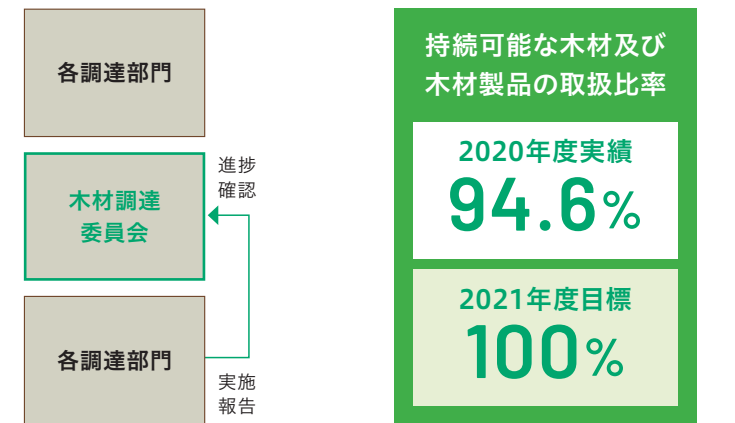 各調達部門
木材調達
委員会
進捗
確認
各調達部門
実施
報告
持続可能な木材及び
木材製品の取扱比率
2020年度実績
94.6%
2021年度目標
100%